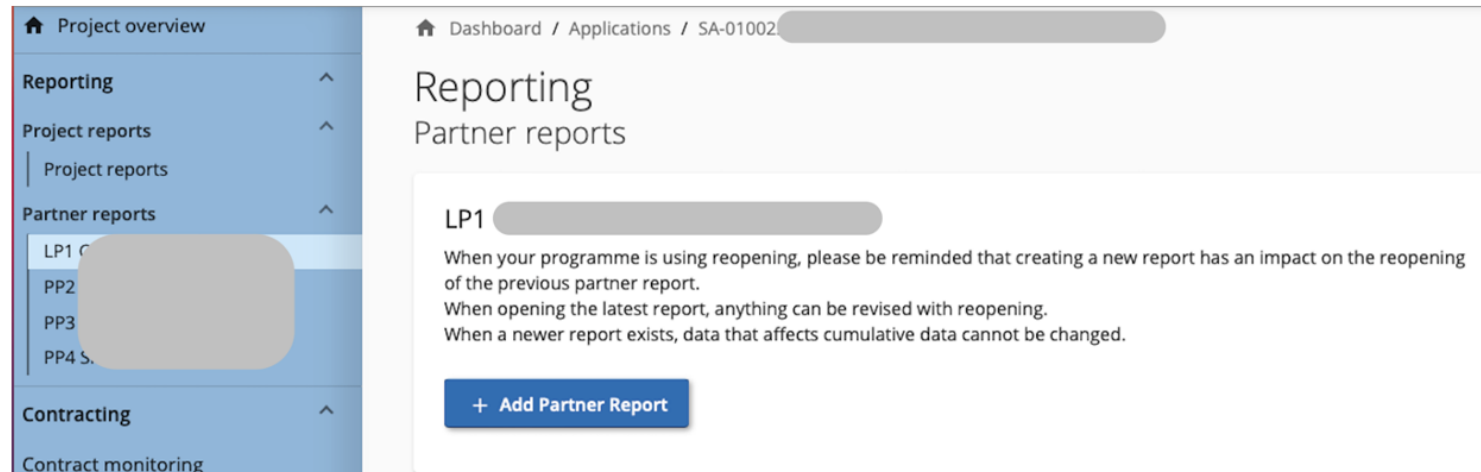 Project overview
Reporting
Project reports
Project reports
Partner reports
LP1
PP2
PP3
PP4 S.
Contracting
Contract monitoring
Dashboard / Applications / SA-01002
Reporting
Partner reports
LP1
When your programme is using reopening, please be reminded that creating a new report has an impact on the reopening
of the previous partner report.
When opening the latest report, anything can be revised with reopening.
When a newer report exists, data that affects cumulative data cannot be changed.
+ Add Partner Report